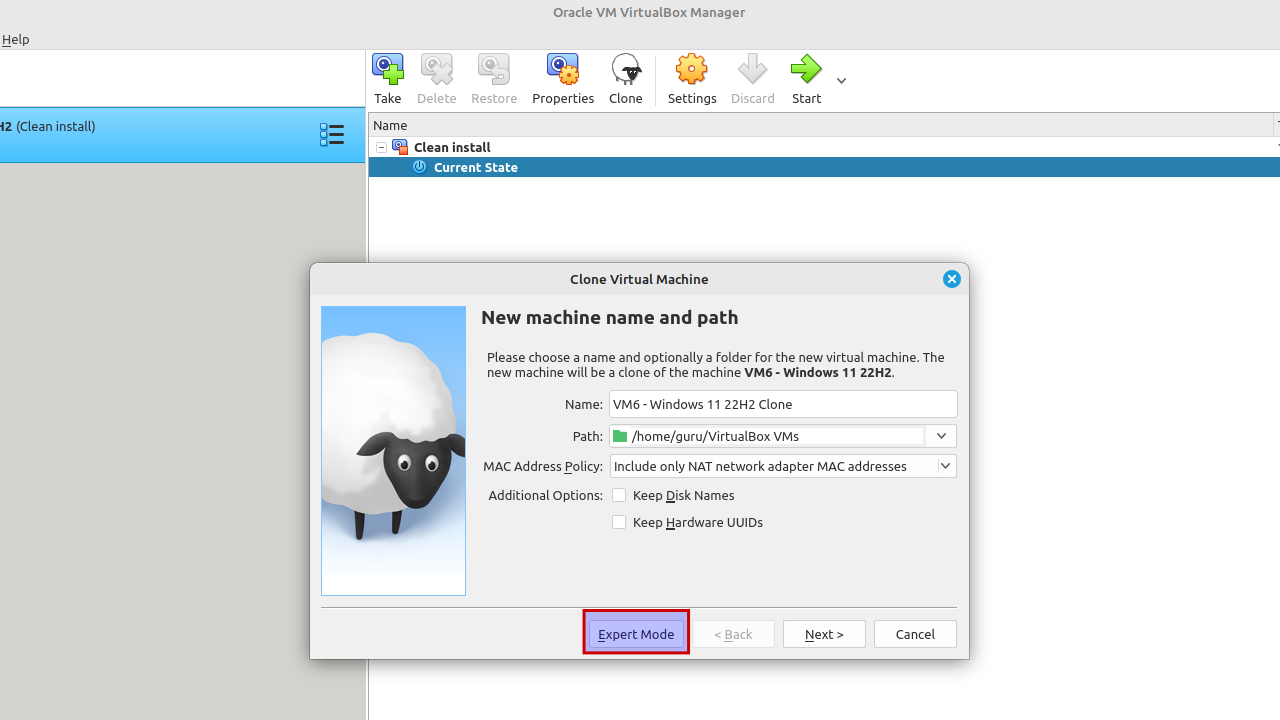 Oracle VM VirtualBox Manager
Help
Take Delete Restore Properties Clone Settings Discard Start
H2 (Clean install)
Name
Clean install
Current State
Clone Virtual Machine
New machine name and path
Please choose a name and optionally a folder for the new virtual machine. The
new machine will be a clone of the machine VM6 - Windows 11 22H2.
Name: VM6 - Windows 11 22H2 Clone
Path: /home/guru/VirtualBox VMs
MAC Address Policy: Include only NAT network adapter MAC addresses
Additional Options: Keep Disk Names
Keep Hardware UUIDs
Expert Mode < Back Next > Cancel